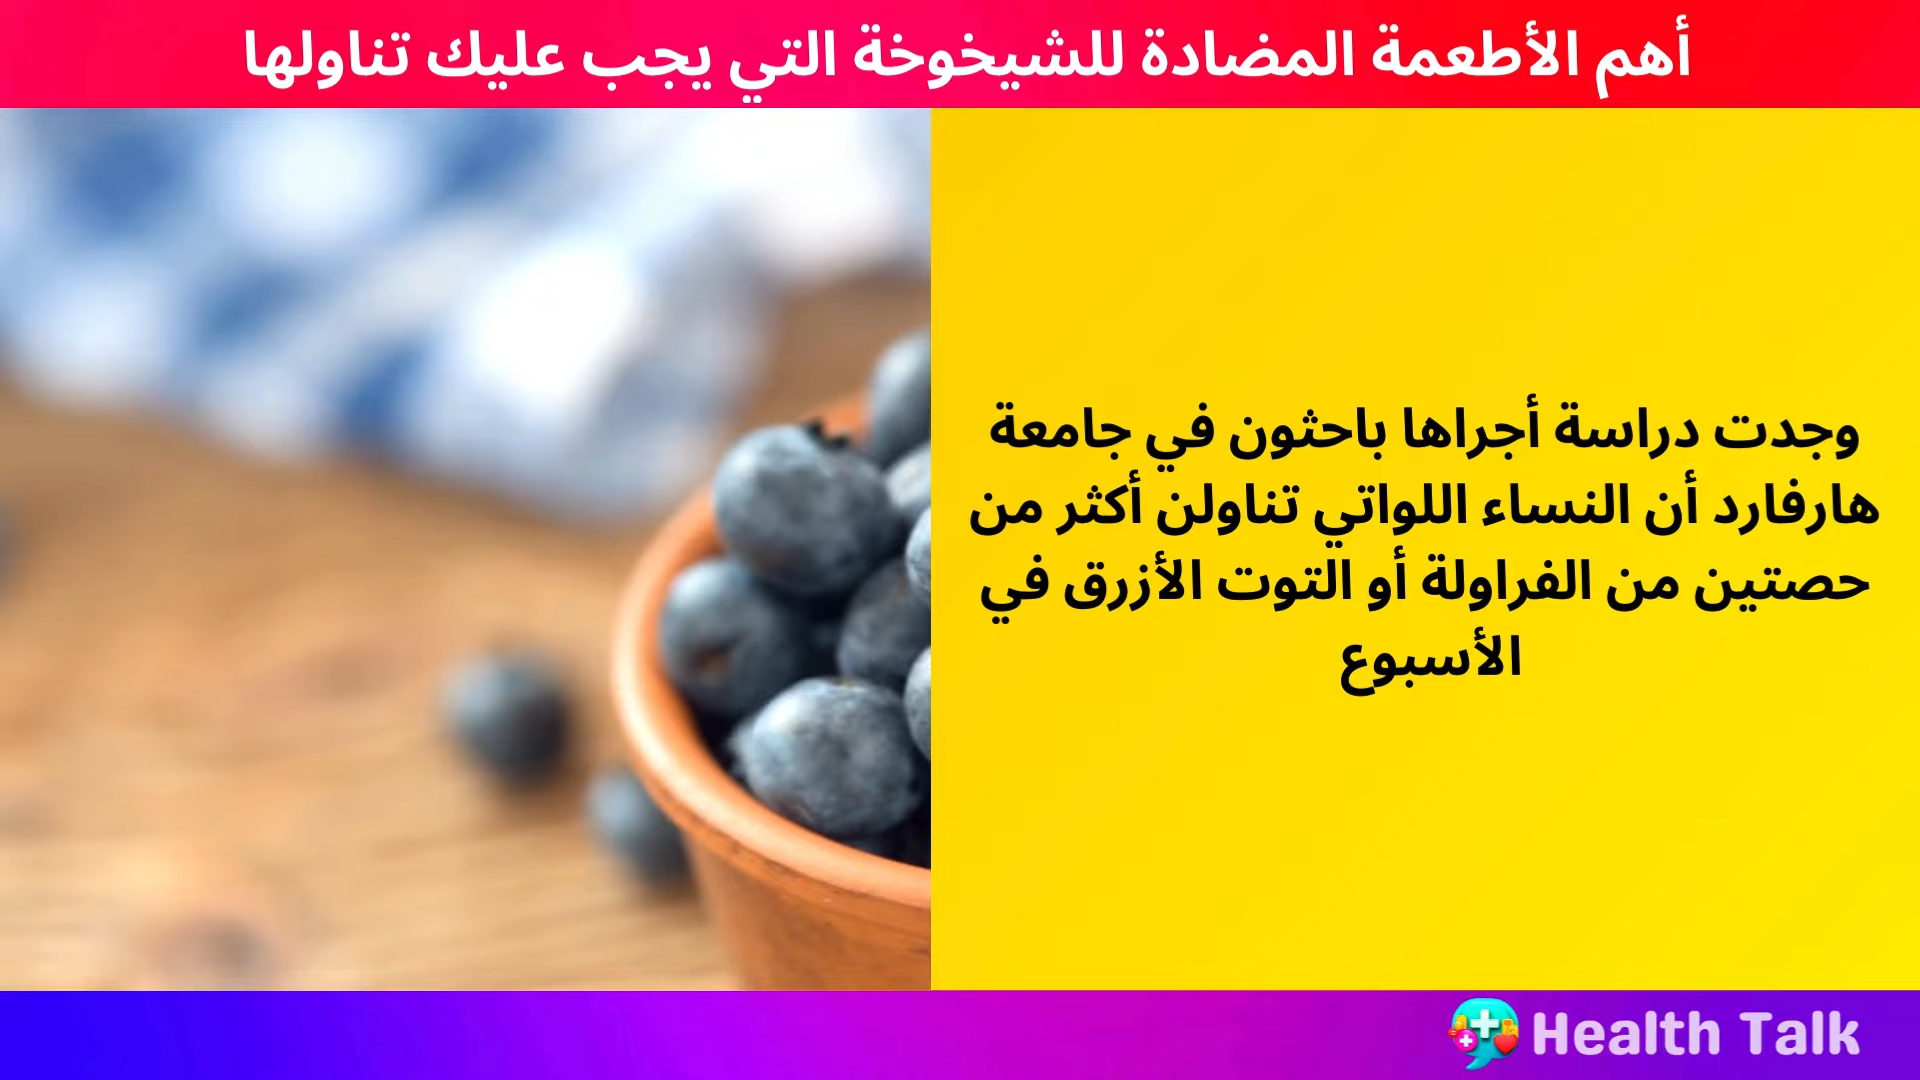 أهم الأطعمة المضادة للشيخوخة التي يجب عليك تناولها
وجدت دراسة أجراها باحثون في جامعة
هارفارد أن النساء اللواتي تناولن أكثر من
حصتين من الفراولة أو التوت الأزرق في
الأسبوع
Health Talk